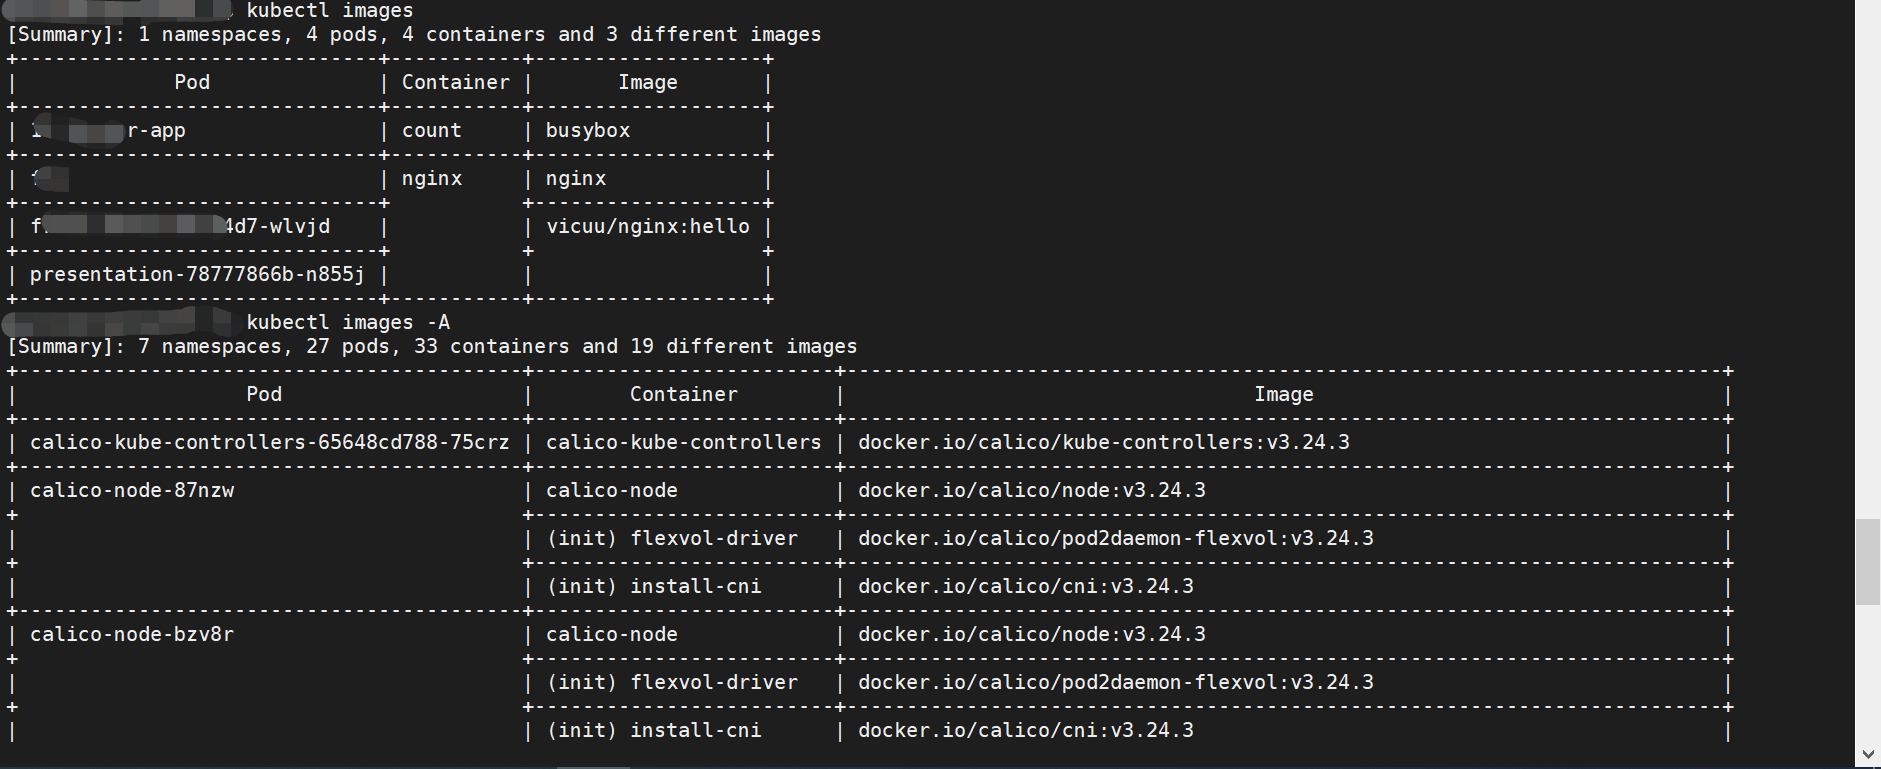 kubectl images
[Summary]: 1 namespaces, 4 pods, 4 containers and 3 different images
+------------------------------+-----------+-------------------+
| Pod | Container | Image |
+------------------------------+-----------+-------------------+
| r-app | count | busybox |
+------------------------------+-----------+-------------------+
| f | nginx | nginx |
+------------------------------+ +-------------------+
| f 4d7-wlvjd | | vicuu/nginx:hello |
+------------------------------+ + +
| presentation-78777866b-n855j | | |
+------------------------------+-----------+-------------------+
kubectl images -A
[Summary]: 7 namespaces, 27 pods, 33 containers and 19 different images
+------------------------------------------+-------------------------+-------------------------------------------------------------------------+
| Pod | Container | Image |
+------------------------------------------+-------------------------+-------------------------------------------------------------------------+
| calico-kube-controllers-65648cd788-75crz | calico-kube-controllers | docker.io/calico/kube-controllers:v3.24.3 |
+------------------------------------------+-------------------------+-------------------------------------------------------------------------+
| calico-node-87nzw | calico-node | docker.io/calico/node:v3.24.3 |
+ +-------------------------+-------------------------------------------------------------------------+
| | (init) flexvol-driver | docker.io/calico/pod2daemon-flexvol:v3.24.3 |
+ +-------------------------+-------------------------------------------------------------------------+
| | (init) install-cni | docker.io/calico/cni:v3.24.3 |
+------------------------------------------+-------------------------+-------------------------------------------------------------------------+
| calico-node-bzv8r | calico-node | docker.io/calico/node:v3.24.3 |
+ +-------------------------+-------------------------------------------------------------------------+
| | (init) flexvol-driver | docker.io/calico/pod2daemon-flexvol:v3.24.3 |
+ +-------------------------+-------------------------------------------------------------------------+
| | (init) install-cni | docker.io/calico/cni:v3.24.3 |